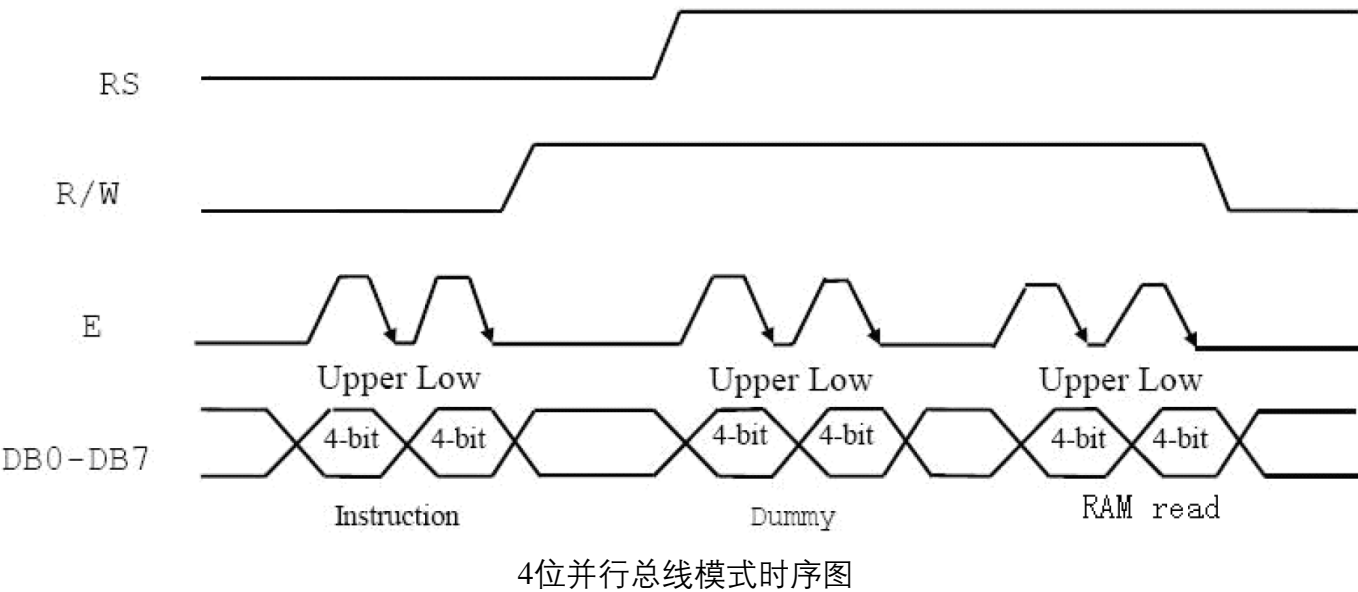 RS
R/W
E
Upper Low Upper Low Upper Low
DB0-DB7 4-bit 4-bit 4-bit 4-bit 4-bit 4-bit
Instruction Dummy RAM read
4位并行总线模式时序图